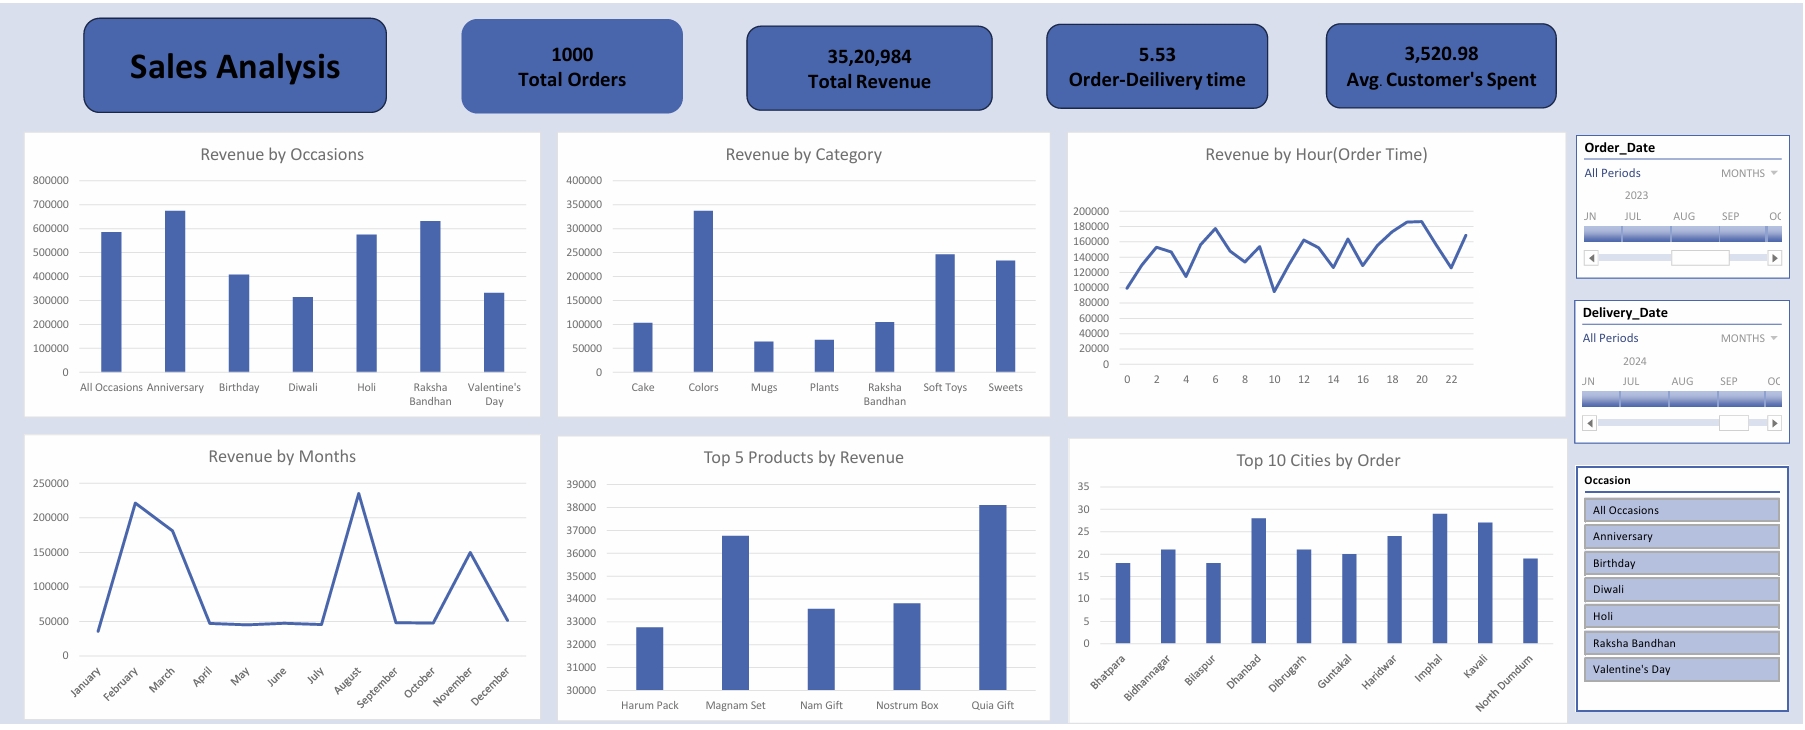 Sales Analysis
1000
Total Orders
35,20,984
Total Revenue
5.53
Order-Deilivery time
3,520.98
Avg. Customer's Spent
Revenue by Occasions
800000
700000
600000
500000
400000
300000
200000
100000
0
All Occasions Anniversary Birthday Diwali Holi Raksha Bandhan Valentine's Day
Revenue by Category
400000
350000
300000
250000
200000
150000
100000
50000
0
Cake Colors Mugs Plants Raksha Bandhan Soft Toys Sweets
Revenue by Hour(Order Time)
200000
180000
160000
140000
120000
100000
80000
60000
40000
20000
0
0 2 4 6 8 10 12 14 16 18 20 22
Order_Date
All Periods MONTHS
2023
JN JUL AUG SEP OC
Delivery_Date
All Periods MONTHS
2024
JN JUL AUG SEP OC
Revenue by Months
250000
200000
150000
100000
50000
0
January February March April May June July August September October November December
Top 5 Products by Revenue
39000
38000
37000
36000
35000
34000
33000
32000
31000
30000
Harum Pack Magnam Set Nam Gift Nostrum Box Quia Gift
Top 10 Cities by Order
35
30
25
20
15
10
5
0
Bhatpara Bidhannagar Bilaspur Dhanbad Dibrugarh Guntakal Haridwar Imphal Kavali North Dumdum
Occasion
All Occasions
Anniversary
Birthday
Diwali
Holi
Raksha Bandhan
Valentine's Day